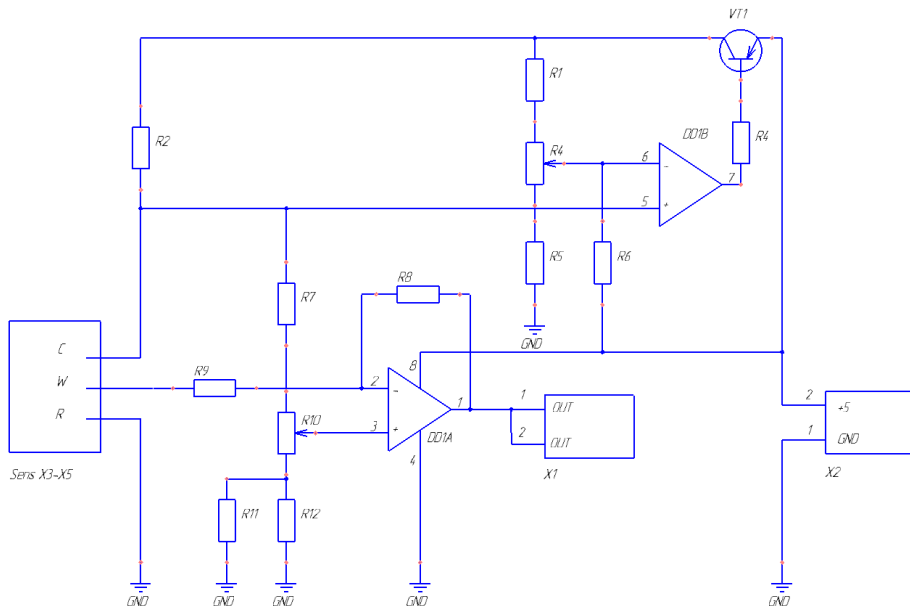 VT1
R1
R2
R4
DD1B
R4
6
-
7
5
+
R5
R6
R8
R7
C
8
R9
W
2
-
1
1
OUT
2
+5
R
R10
3
+
DD1A
2
OUT
1
GND
4
GND
Sens X3-X5
X1
X2
R11
R12
GND
GND
GND
GND
GND